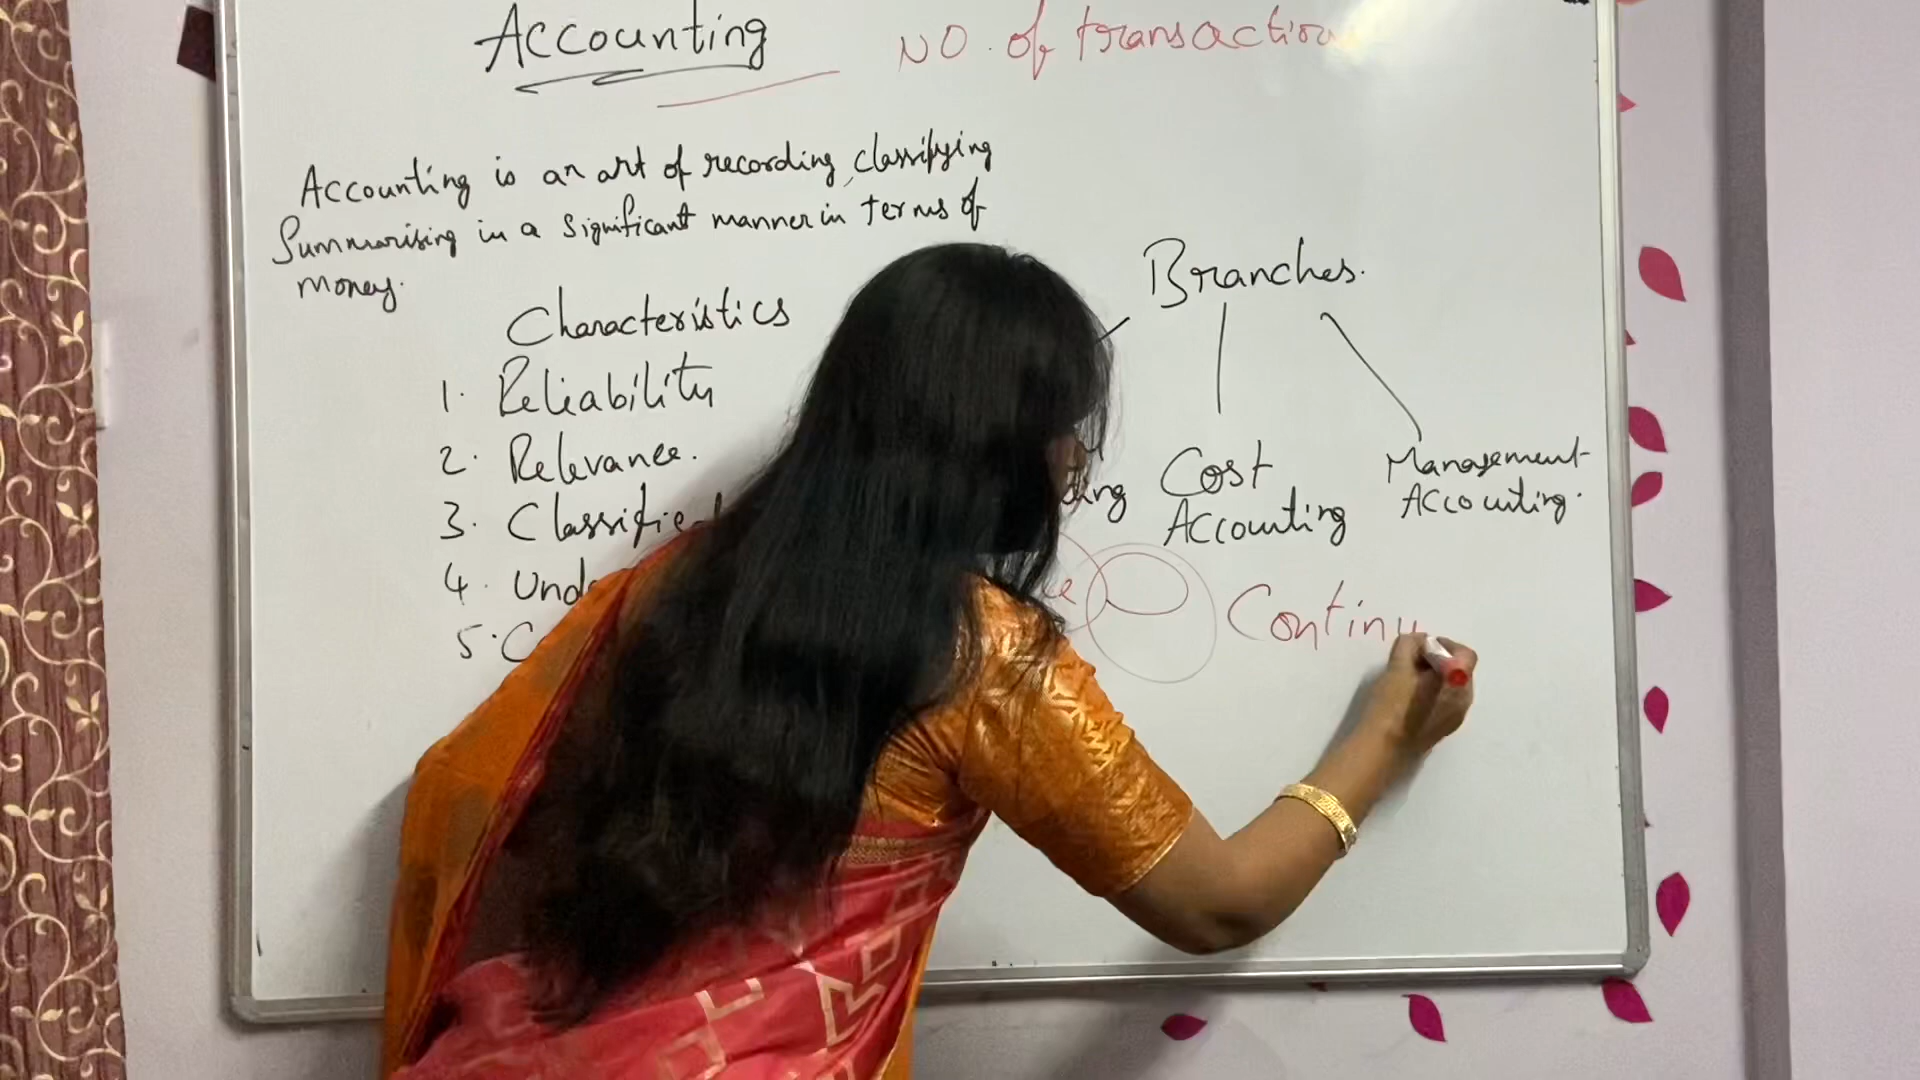 Accounting
NO. of transaction
Accounting is an art of recording, classifying
Summarising in a Significant manner in terms of
money.
Characteristics
1. Reliability
2. Relevance.
3. Classifie
4. Und
5. C
Branches.
Cost
Accounting
Management
Accounting.
Continu